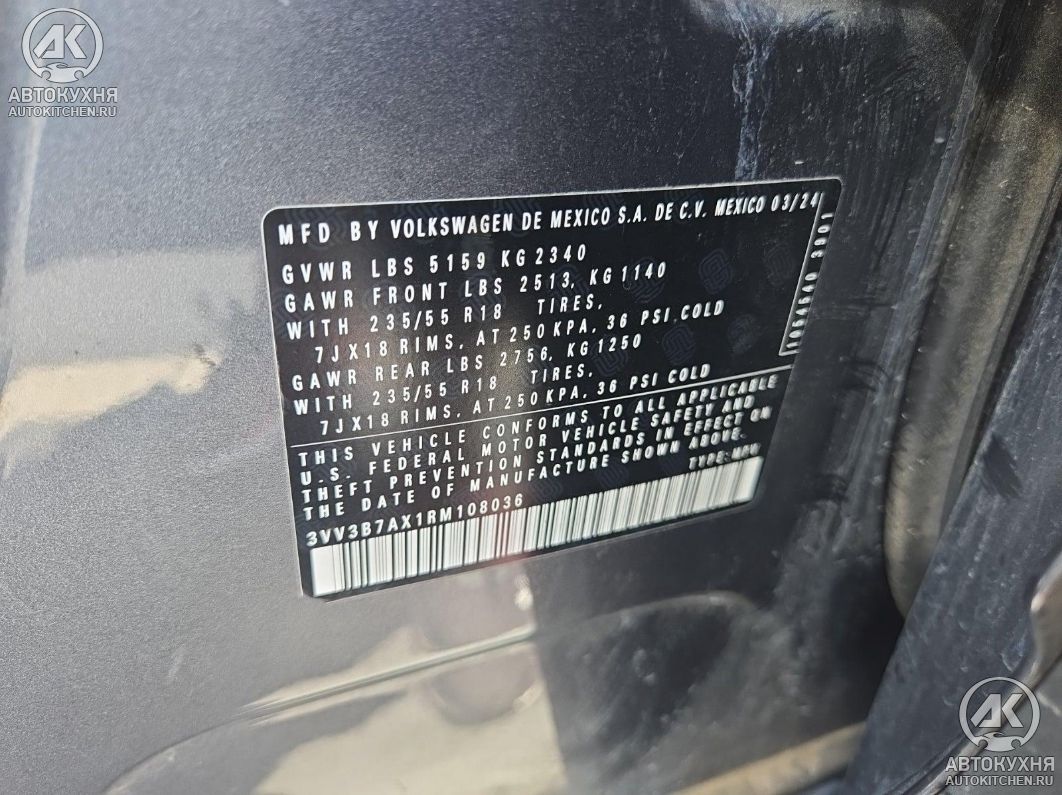 АК
АВТОКУХНЯ
AUTOKITCHEN.RU
MFD BY VOLKSWAGEN DE MEXICO S.A. DE C.V. MEXICO 03/24
GVWR LBS 5159 KG 2340
GAWR FRONT LBS 2513, KG 1140
WITH 235/55 R18 TIRES,
7JX18 RIMS, AT 250 KPA, 36 PSI COLD
GAWR REAR LBS 2756, KG 1250
WITH 235/55 R18 TIRES,
7JX18 RIMS, AT 250 KPA, 36 PSI COLD
THIS VEHICLE CONFORMS TO ALL APPLICABLE
U.S. FEDERAL MOTOR VEHICLE SAFETY AND
THEFT PREVENTION STANDARDS IN EFFECT ON
THE DATE OF MANUFACTURE SHOWN ABOVE.
TYPE: MPV
3VV3B7AX1RM108036
АК
АВТОКУХНЯ
AUTOKITCHEN.RU